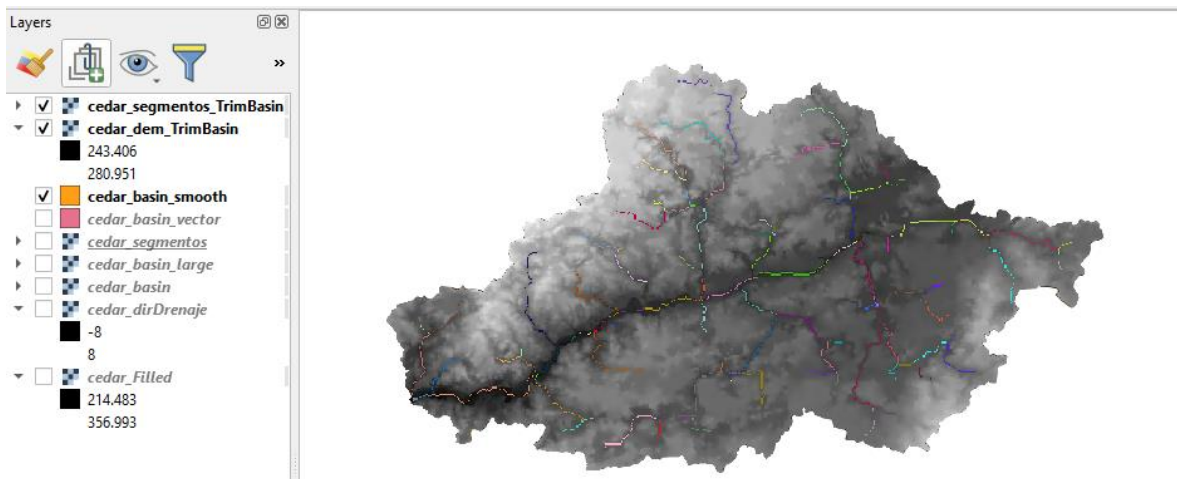 Layers
»
cedar_segmentos_TrimBasin
cedar_dem_TrimBasin
243.406
280.951
cedar_basin_smooth
cedar_basin_vector
cedar_segmentos
cedar_basin_large
cedar_basin
cedar_dirDrenaje
-8
8
cedar_Filled
214.483
356.993